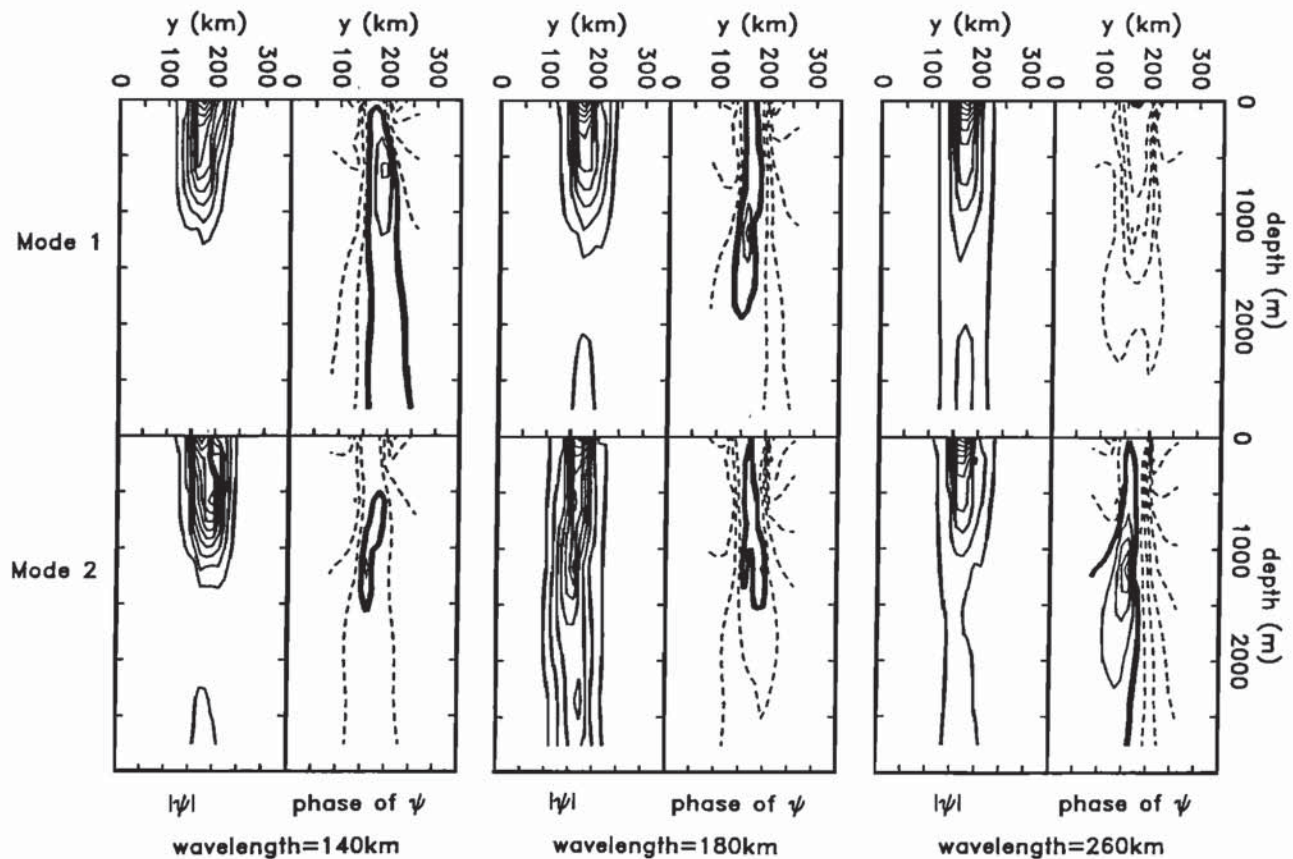 y (km) y (km) y (km) y (km) y (km) y (km)
0 100 200 300 0 100 200 300 0 100 200 300 0 100 200 300 0 100 200 300 0 100 200 300
Mode 1
0
1000
2000
depth (m)
Mode 2
0
1000
2000
depth (m)
|ψ| phase of ψ |ψ| phase of ψ |ψ| phase of ψ
wavelength=140km wavelength=180km wavelength=260km